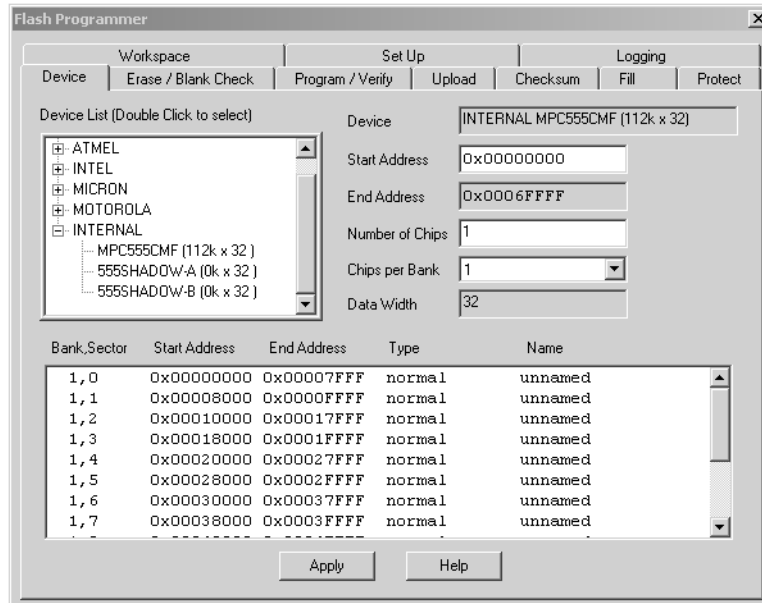 Flash Programmer
Workspace Set Up Logging
Device Erase / Blank Check Program / Verify Upload Checksum Fill Protect
Device List (Double Click to select)
ATMEL
INTEL
MICRON
MOTOROLA
INTERNAL
MPC555CMF (112k x 32 )
555SHADOW-A (0k x 32 )
555SHADOW-B (0k x 32 )
Device INTERNAL MPC555CMF (112k x 32)
Start Address 0x00000000
End Address 0x0006FFFF
Number of Chips 1
Chips per Bank 1
Data Width 32
Bank,Sector Start Address End Address Type Name
1,0 0x00000000 0x00007FFF normal unnamed
1,1 0x00008000 0x0000FFFF normal unnamed
1,2 0x00010000 0x00017FFF normal unnamed
1,3 0x00018000 0x0001FFFF normal unnamed
1,4 0x00020000 0x00027FFF normal unnamed
1,5 0x00028000 0x0002FFFF normal unnamed
1,6 0x00030000 0x00037FFF normal unnamed
1,7 0x00038000 0x0003FFFF normal unnamed
Apply Help